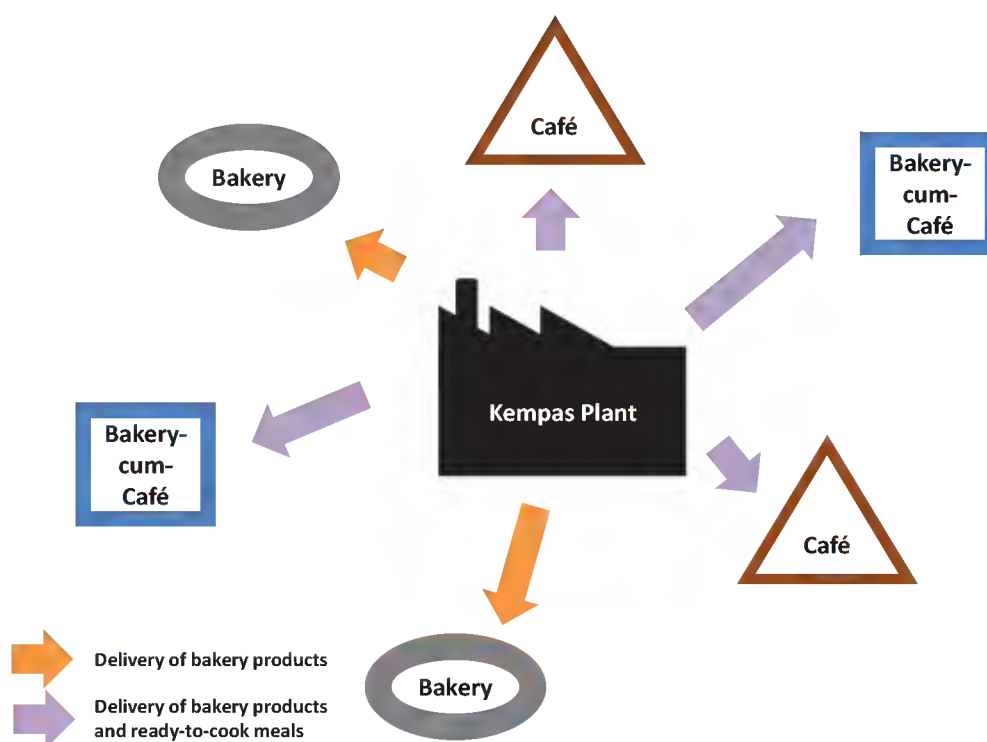 Café
Bakery
Bakery-
cum-
Café
Kempas Plant
Bakery-
cum-
Café
Café
Bakery
Delivery of bakery products
Delivery of bakery products
and ready-to-cook meals